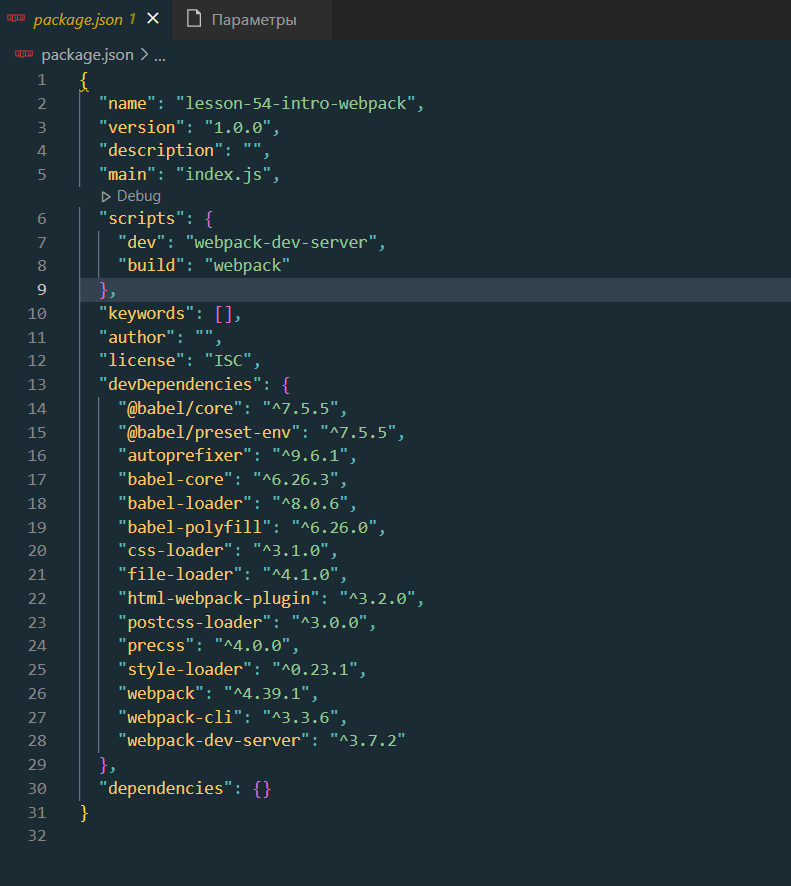 package.json 1 Параметры
package.json > ...
1 {
2 "name": "lesson-54-intro-webpack",
3 "version": "1.0.0",
4 "description": "",
5 "main": "index.js",
Debug
6 "scripts": {
7 "dev": "webpack-dev-server",
8 "build": "webpack"
9 },
10 "keywords": [],
11 "author": "",
12 "license": "ISC",
13 "devDependencies": {
14 "@babel/core": "^7.5.5",
15 "@babel/preset-env": "^7.5.5",
16 "autoprefixer": "^9.6.1",
17 "babel-core": "^6.26.3",
18 "babel-loader": "^8.0.6",
19 "babel-polyfill": "^6.26.0",
20 "css-loader": "^3.1.0",
21 "file-loader": "^4.1.0",
22 "html-webpack-plugin": "^3.2.0",
23 "postcss-loader": "^3.0.0",
24 "precss": "^4.0.0",
25 "style-loader": "^0.23.1",
26 "webpack": "^4.39.1",
27 "webpack-cli": "^3.3.6",
28 "webpack-dev-server": "^3.7.2"
29 },
30 "dependencies": {}
31 }
32